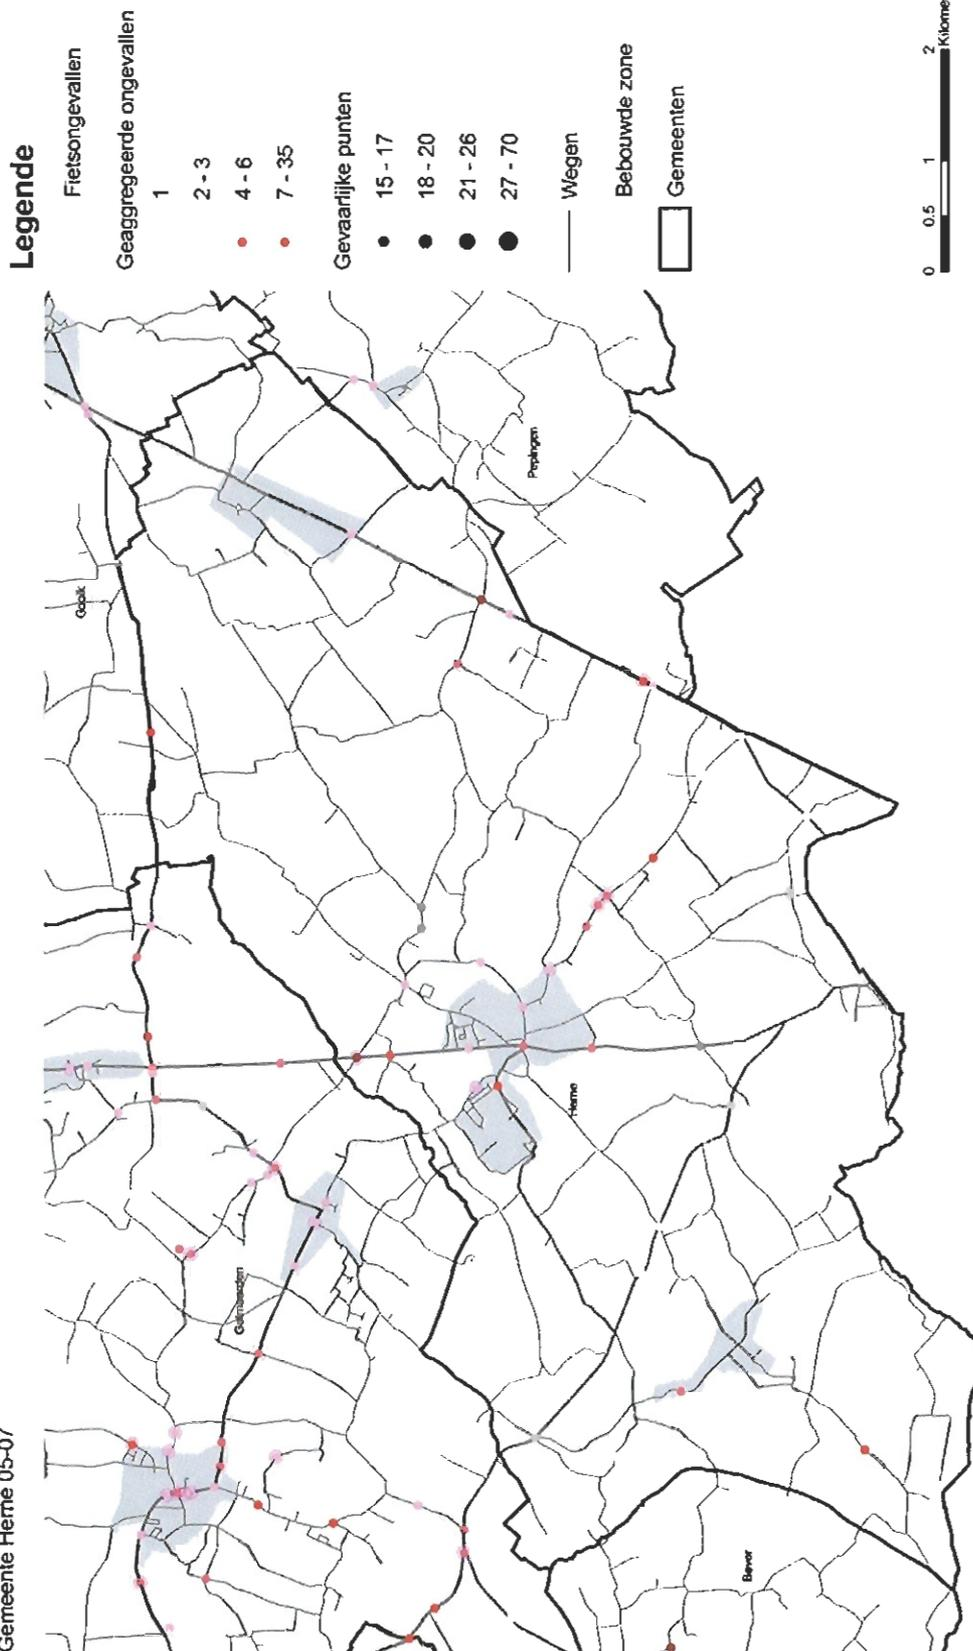 Gemeente Herne 05-07
Legende
Fietsongevallen
Geaggregeerde ongevallen
1
2 - 3
4 - 6
7 - 35
Gevaarlijke punten
15 - 17
18 - 20
21 - 26
27 - 70
Wegen
Bebouwde zone
Gemeenten
0 0.5 1 2
Kilome
Gooik
Pepingen
Herne
Galmaarden
Bever